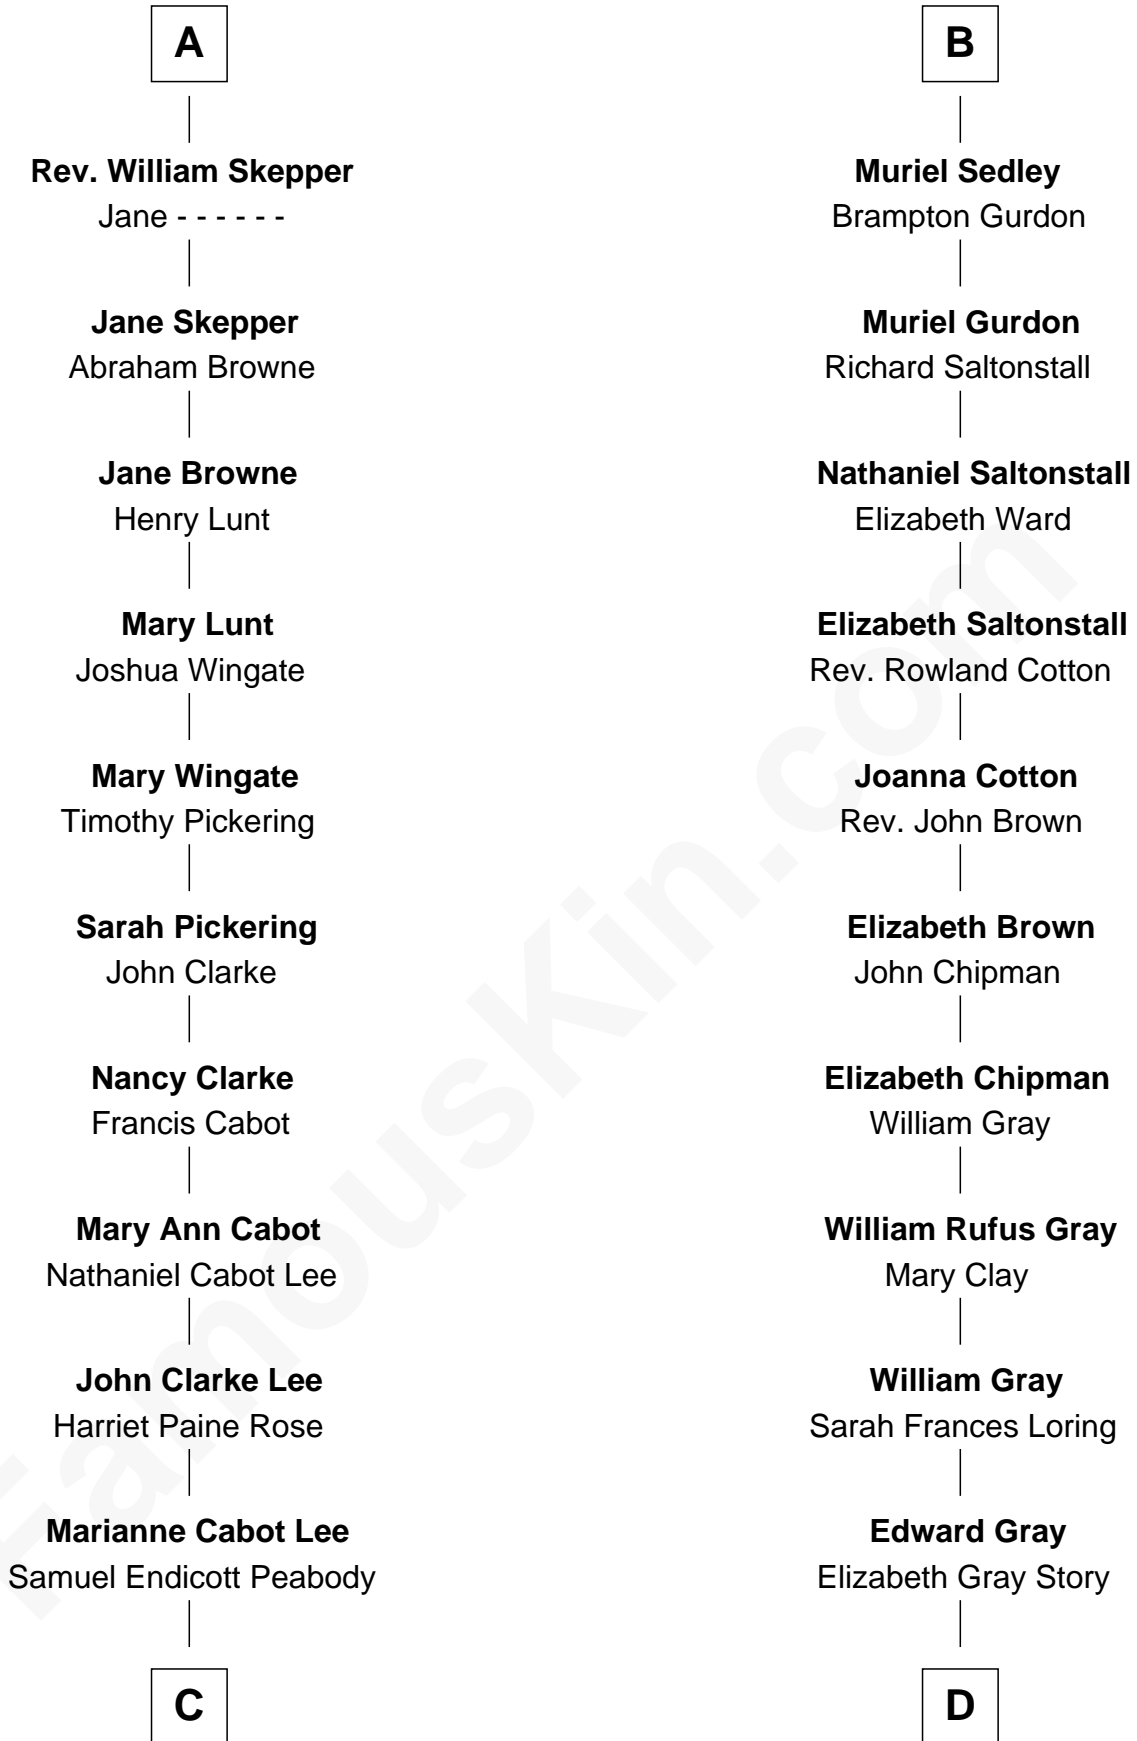 A
Rev. William Skepper
Jane - - - - - -
Jane Skepper
Abraham Browne
Jane Browne
Henry Lunt
Mary Lunt
Joshua Wingate
Mary Wingate
Timothy Pickering
Sarah Pickering
John Clarke
Nancy Clarke
Francis Cabot
Mary Ann Cabot
Nathaniel Cabot Lee
John Clarke Lee
Harriet Paine Rose
Marianne Cabot Lee
Samuel Endicott Peabody
C
B
Muriel Sedley
Brampton Gurdon
Muriel Gurdon
Richard Saltonstall
Nathaniel Saltonstall
Elizabeth Ward
Elizabeth Saltonstall
Rev. Rowland Cotton
Joanna Cotton
Rev. John Brown
Elizabeth Brown
John Chipman
Elizabeth Chipman
William Gray
William Rufus Gray
Mary Clay
William Gray
Sarah Frances Loring
Edward Gray
Elizabeth Gray Story
D
FamousKin.com